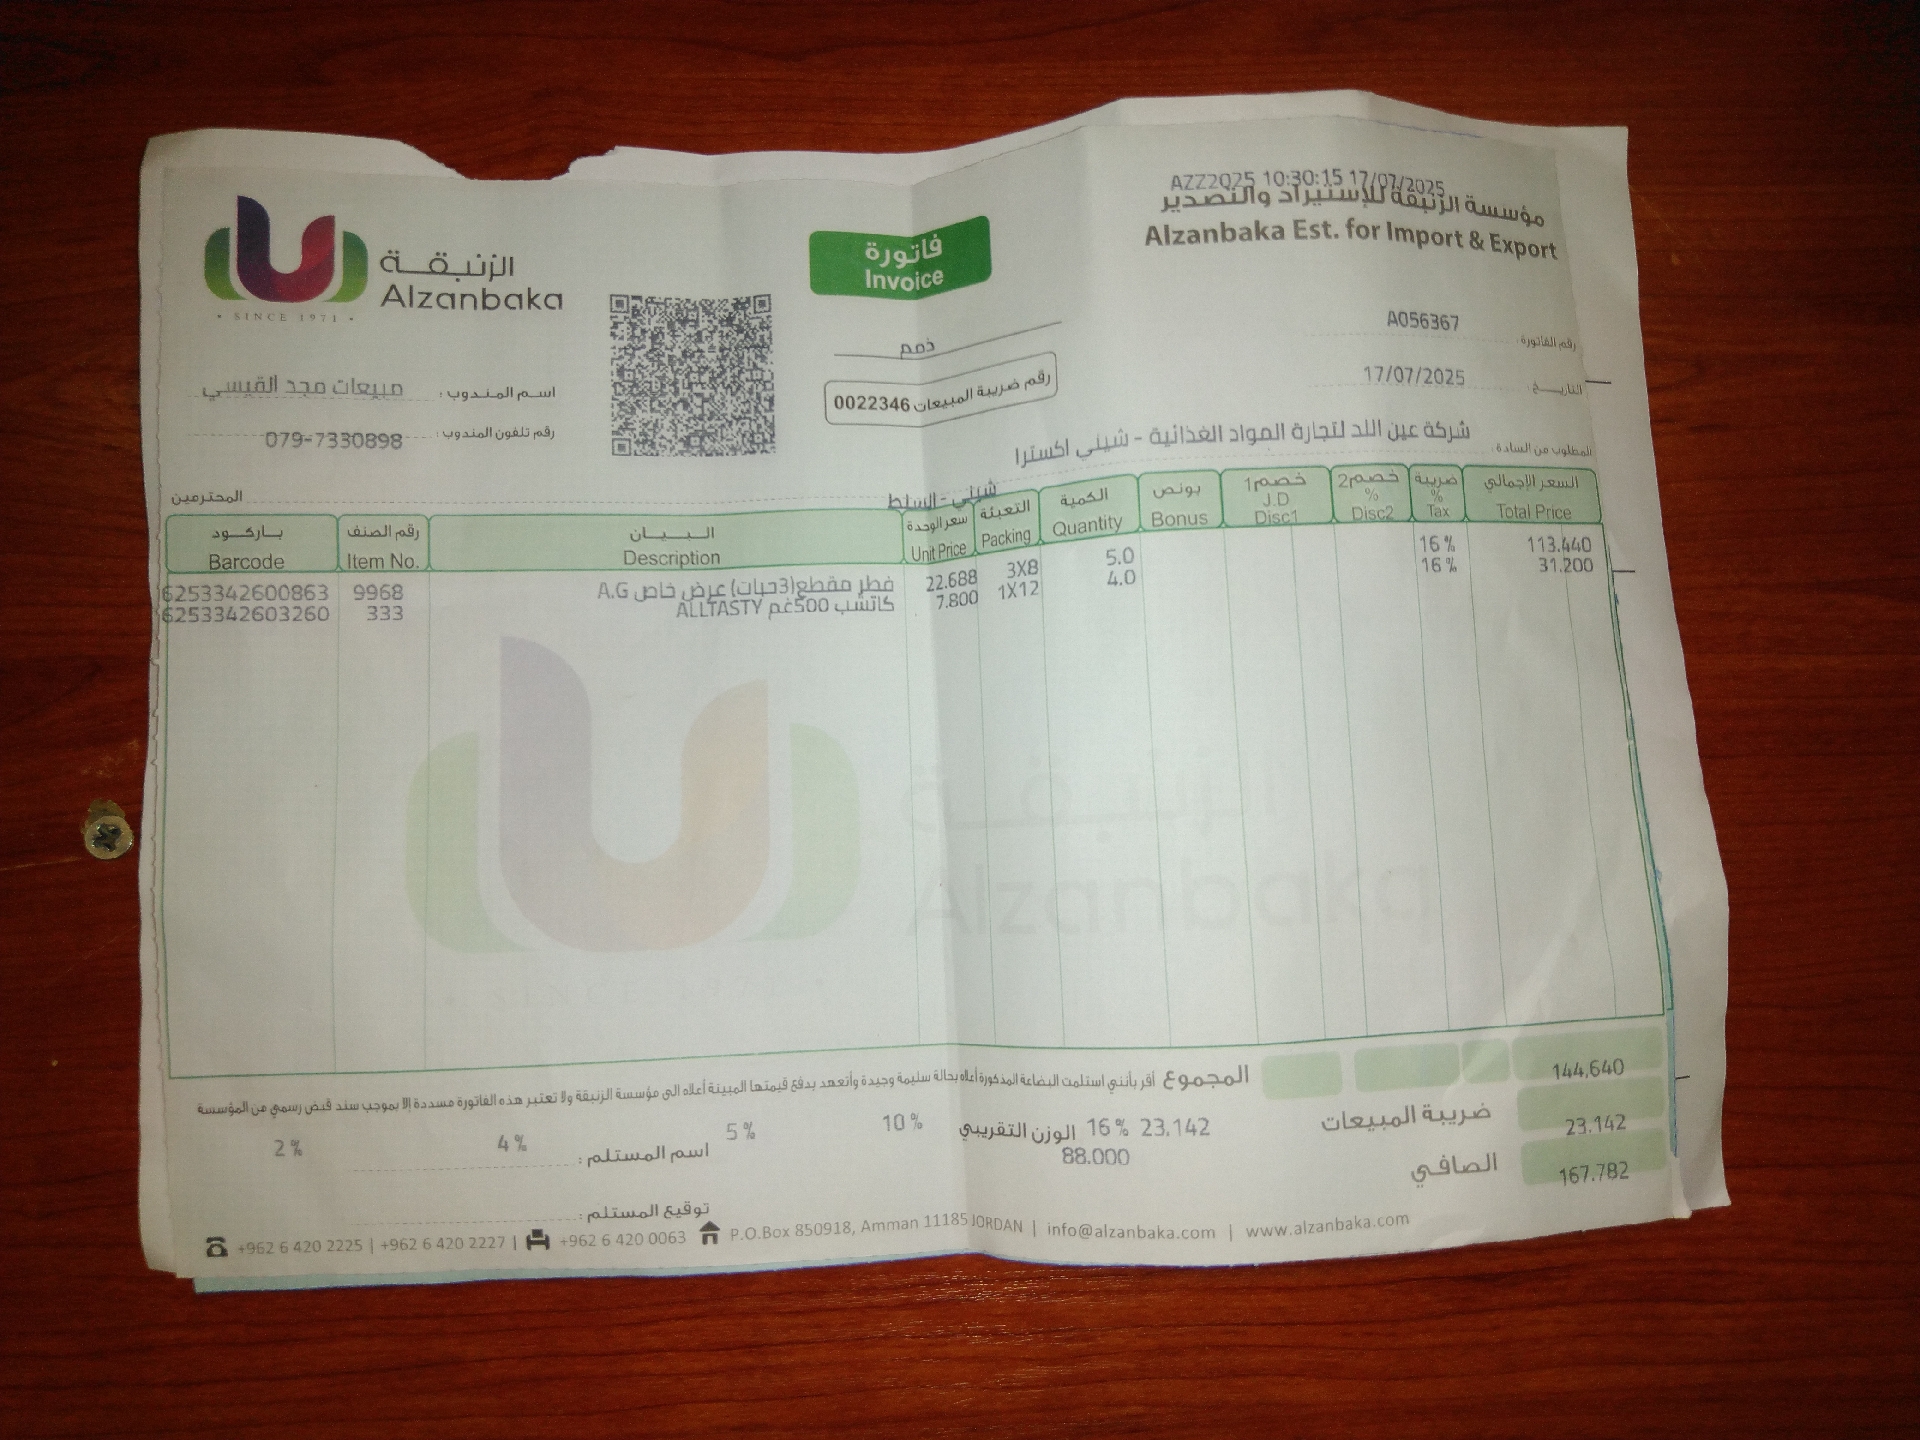 AZZ2025 10:30:15 17/07/2025
مؤسسة الزنبقة للإستيراد والتصدير
Alzanbaka Est. for Import & Export
الزنبقة
Alzanbaka
• SINCE 1971 •
فاتورة
Invoice
رقم الفاتورة: A056367
ذمم
التاريخ: 17/07/2025
رقم ضريبة المبيعات 0022346
اسم المندوب: مبيعات مجد القيسي
رقم تلفون المندوب: 079-7330898
المطلوب من السادة: شركة عين اللد لتجارة المواد الغذائية - شيني اكسترا
شيني-السلط المحترمين
باركود رقم الصنف البيان سعر الوحدة التعبئة الكمية بونص خصم1 J.D خصم2 % ضريبة % السعر الإجمالي
Barcode Item No. Description Unit Price Packing Quantity Bonus Disc1 Disc2 Tax Total Price
6253342600863 9968 فطر مقطع(3حبات) عرض خاص A.G 22.688 3X8 5.0 16% 113.440
6253342603260 333 كاتشب 500غم ALLTASTY 7.800 1X12 4.0 16% 31.200
الزنبقة
Alzanbaka
SINCE 1971
المجموع 144,640
أقر بأنني استلمت البضاعة المذكورة أعلاه بحالة سليمة وجيدة وأتعهد بدفع قيمتها المبينة أعلاه الى مؤسسة الزنبقة ولا تعتبر هذه الفاتورة مسددة إلا بموجب سند قبض رسمي من المؤسسة
ضريبة المبيعات 23.142
2% 4% 5% 10% 16% 23.142
الوزن التقريبي 88.000
اسم المستلم:
الصافي 167.782
توقيع المستلم:
+962 6 420 2225 | +962 6 420 2227 | +962 6 420 0063 P.O.Box 850918, Amman 11185 JORDAN | info@alzanbaka.com | www.alzanbaka.com